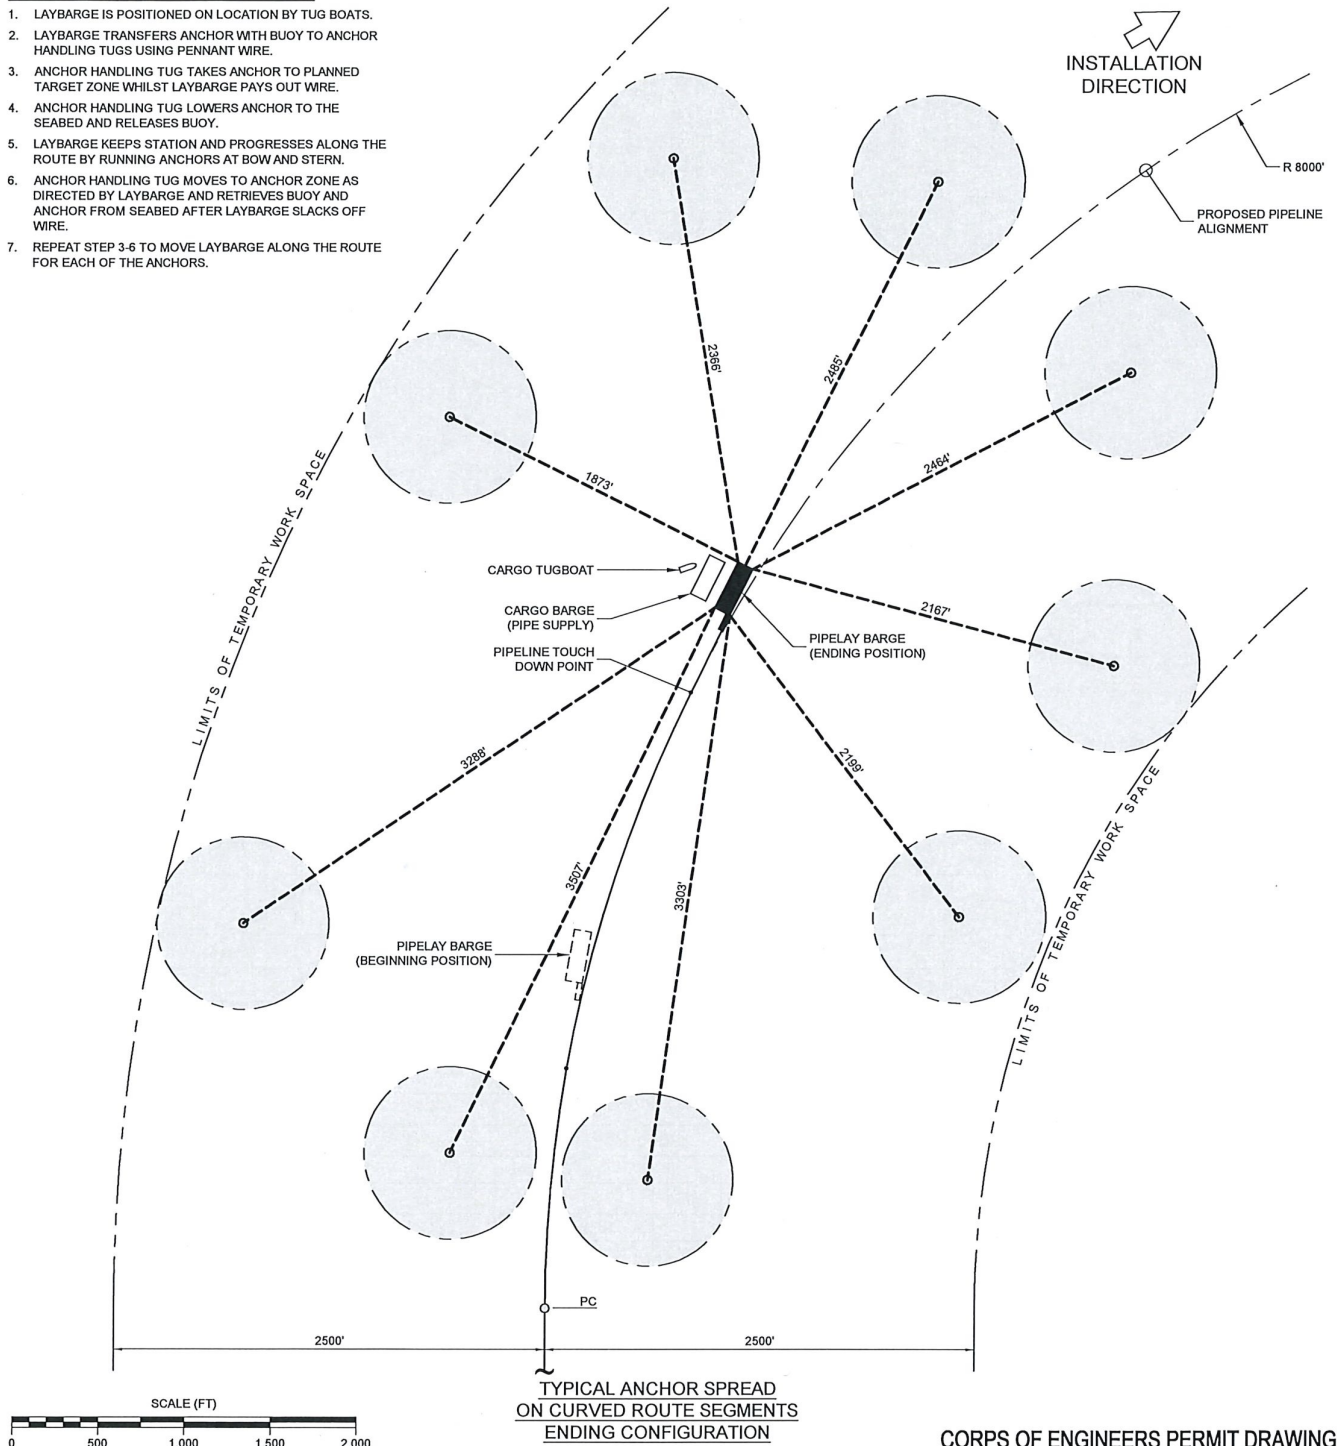 1. LAYBARGE IS POSITIONED ON LOCATION BY TUG BOATS.
2. LAYBARGE TRANSFERS ANCHOR WITH BUOY TO ANCHOR
HANDLING TUGS USING PENNANT WIRE.
3. ANCHOR HANDLING TUG TAKES ANCHOR TO PLANNED
TARGET ZONE WHILST LAYBARGE PAYS OUT WIRE.
4. ANCHOR HANDLING TUG LOWERS ANCHOR TO THE
SEABED AND RELEASES BUOY.
5. LAYBARGE KEEPS STATION AND PROGRESSES ALONG THE
ROUTE BY RUNNING ANCHORS AT BOW AND STERN.
6. ANCHOR HANDLING TUG MOVES TO ANCHOR ZONE AS
DIRECTED BY LAYBARGE AND RETRIEVES BUOY AND
ANCHOR FROM SEABED AFTER LAYBARGE SLACKS OFF
WIRE.
7. REPEAT STEP 3-6 TO MOVE LAYBARGE ALONG THE ROUTE
FOR EACH OF THE ANCHORS.
INSTALLATION
DIRECTION
R 8000'
PROPOSED PIPELINE
ALIGNMENT
2366'
2485'
2464'
1873'
LIMITS OF TEMPORARY WORK SPACE
CARGO TUGBOAT
CARGO BARGE
(PIPE SUPPLY)
PIPELINE TOUCH
DOWN POINT
2167'
PIPELAY BARGE
(ENDING POSITION)
3288'
2199'
3507'
3303'
PIPELAY BARGE
(BEGINNING POSITION)
LIMITS OF TEMPORARY WORK SPACE
PC
2500'
2500'
TYPICAL ANCHOR SPREAD
ON CURVED ROUTE SEGMENTS
ENDING CONFIGURATION
SCALE (FT)
0 500 1,000 1,500 2,000
CORPS OF ENGINEERS PERMIT DRAWING